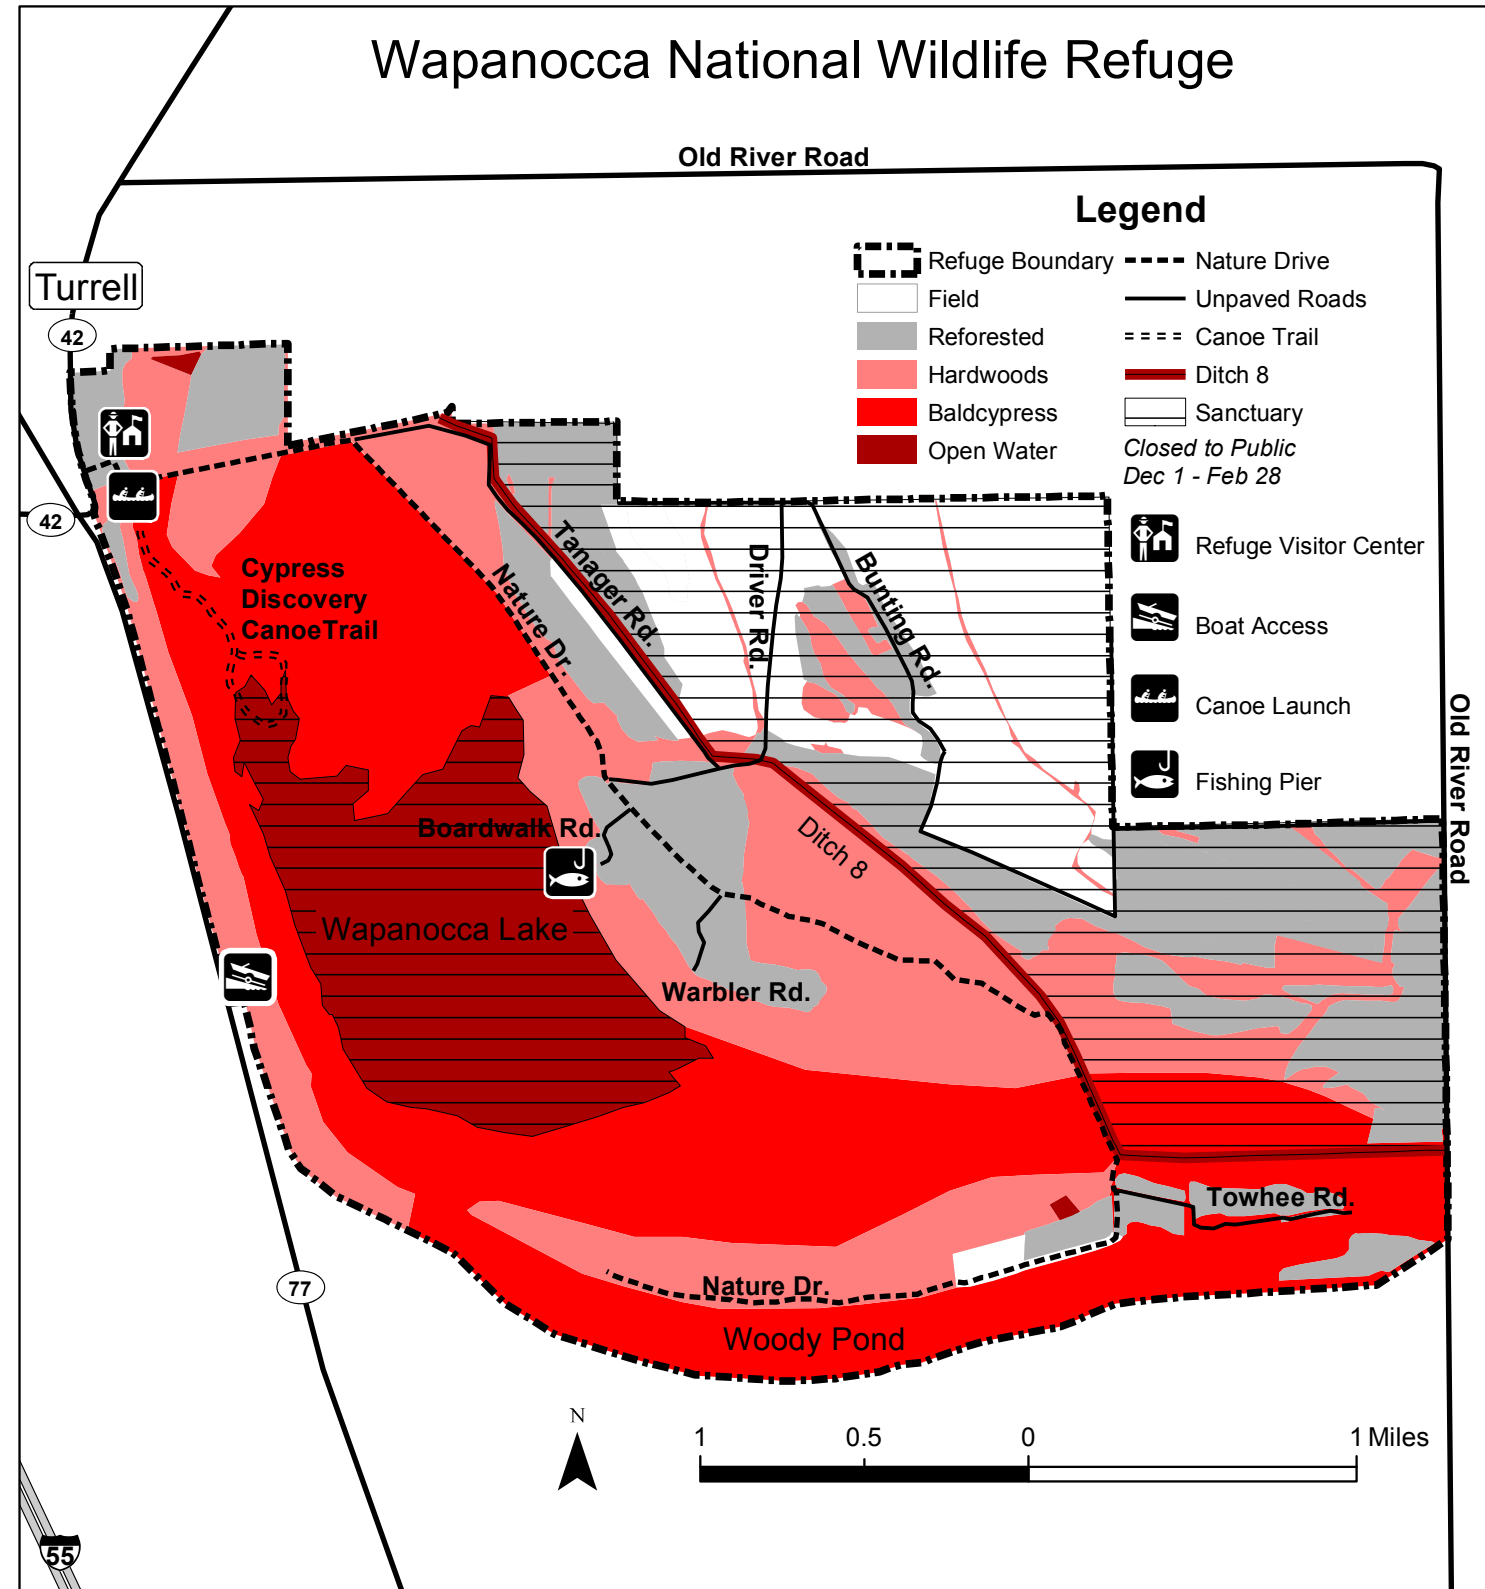 Wapanocca National Wildlife Refuge
Old River Road
Legend
Refuge Boundary
Field
Reforested
Hardwoods
Baldcypress
Open Water
Nature Drive
Unpaved Roads
Canoe Trail
Ditch 8
Sanctuary
Closed to Public
Dec 1 - Feb 28
Refuge Visitor Center
Boat Access
Canoe Launch
Fishing Pier
Turrell
42
42
Cypress
Discovery
CanoeTrail
Nature Dr.
Tanager Rd.
Driver Rd.
Bunting Rd.
Old River Road
Boardwalk Rd.
Ditch 8
Wapanocca Lake
Warbler Rd.
Towhee Rd.
Nature Dr.
Woody Pond
77
N
1
0.5
0
1 Miles
55